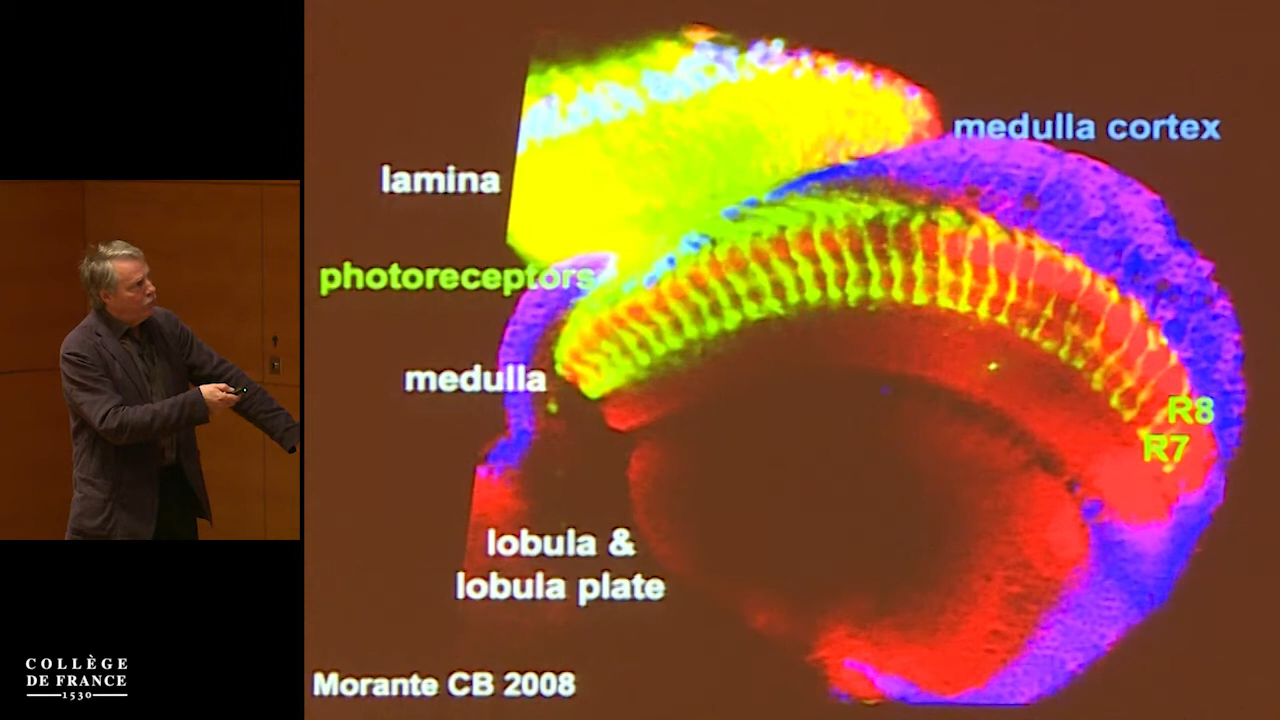 medulla cortex
lamina
photoreceptors
medulla
R8
R7
lobula &
lobula plate
Morante CB 2008
COLLÈGE
DE FRANCE
1530